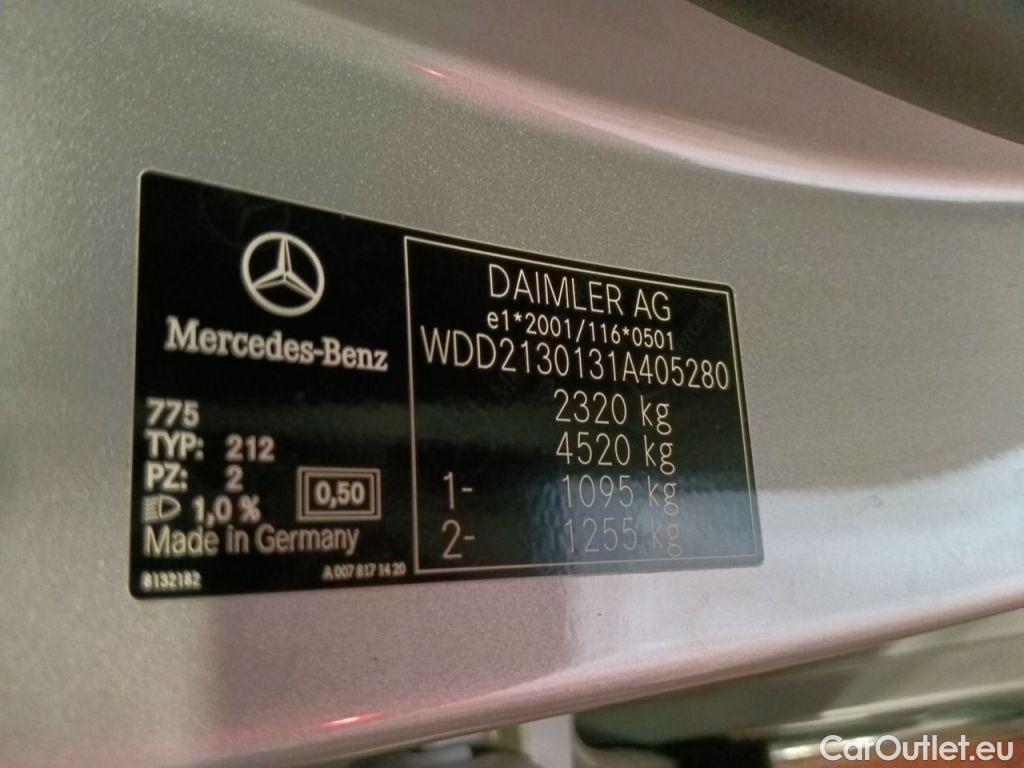 Mercedes-Benz
775
TYP: 212
PZ: 2
1,0 %
0,50
Made in Germany
8132182
A 007 817 14 20
DAIMLER AG
e1*2001/116*0501
WDD2130131A405280
2320 kg
4520 kg
1- 1095 kg
2- 1255 kg
CarOutlet.eu